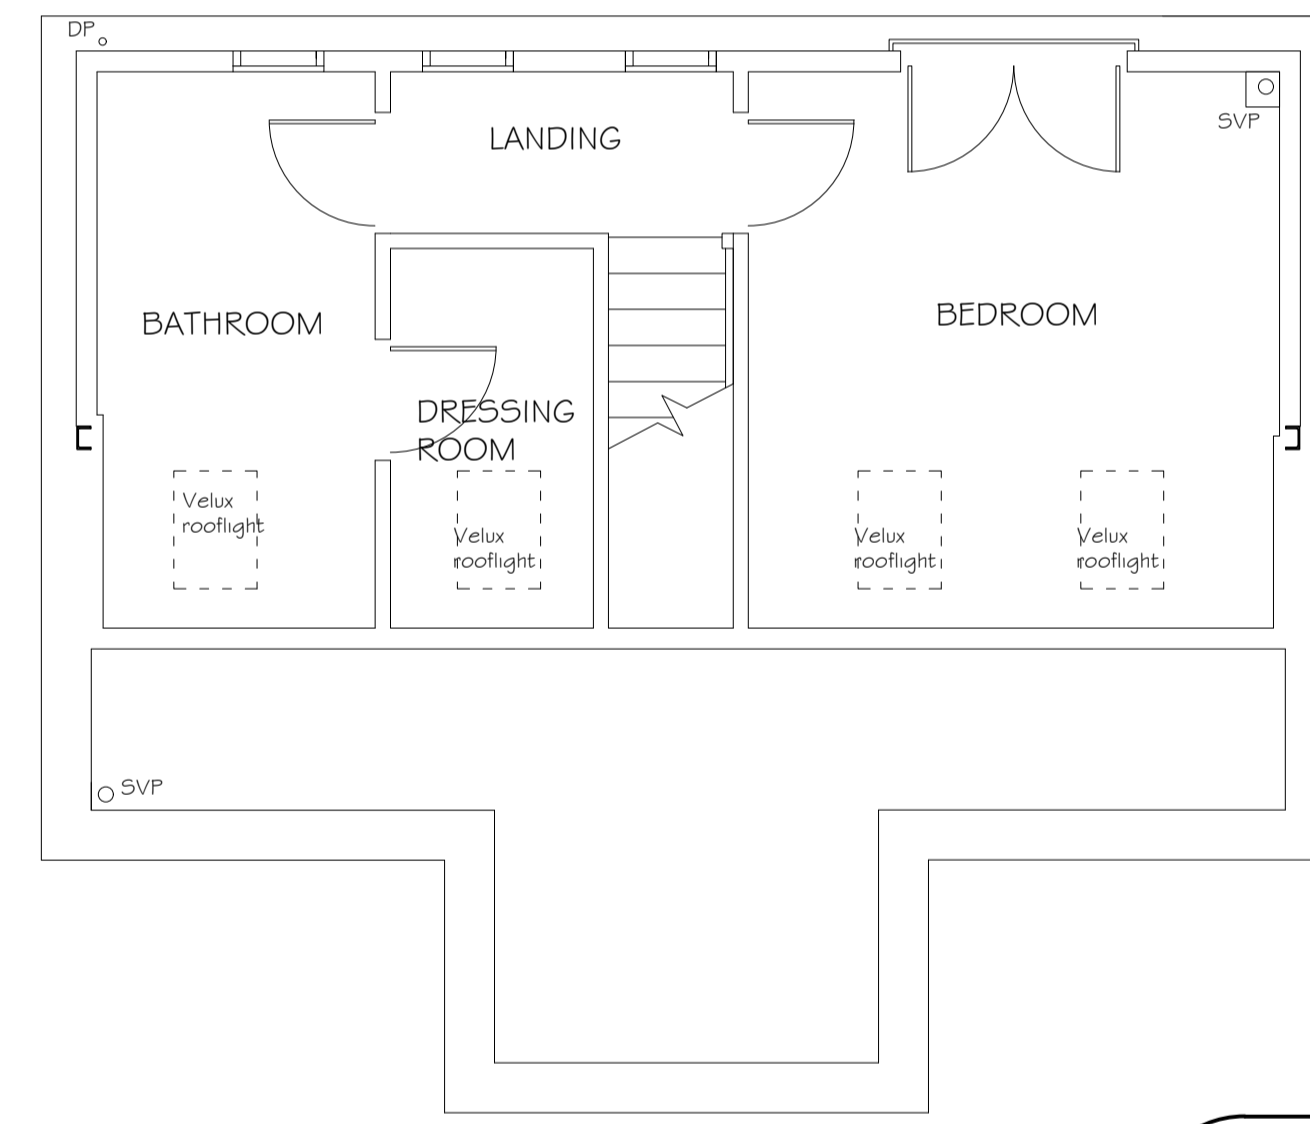 DP
LANDING
SVP
BATHROOM
BEDROOM
DRESSING
ROOM
Velux
rooflight
Velux
rooflight
Velux
rooflight
Velux
rooflight
SVP